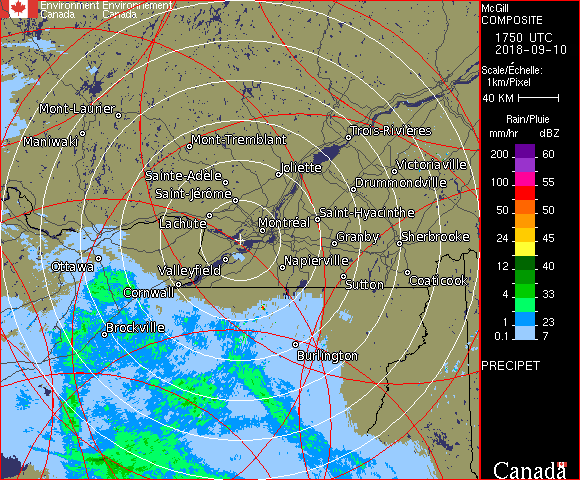 Environment Environnement
Canada Canada
McGill
COMPOSITE
1750 UTC
2018-09-10
Scale/Échelle:
1km/Pixel
40 KM
Rain/Pluie
mm/hr dBZ
200 60
100 55
50 50
24 45
12 40
8 33
4 28
1 23
0.1 7
PRECIPET
Canada
Mont-Laurier
Maniwaki
Mont-Tremblant
Trois-Rivières
Joliette
Victoriaville
Sainte-Adèle
Drummondville
Saint-Jérôme
Lachute
Montréal
Saint-Hyacinthe
Granby
Sherbrooke
Ottawa
Valleyfield
Napierville
Cornwall
Sutton
Coaticook
Brockville
Burlington